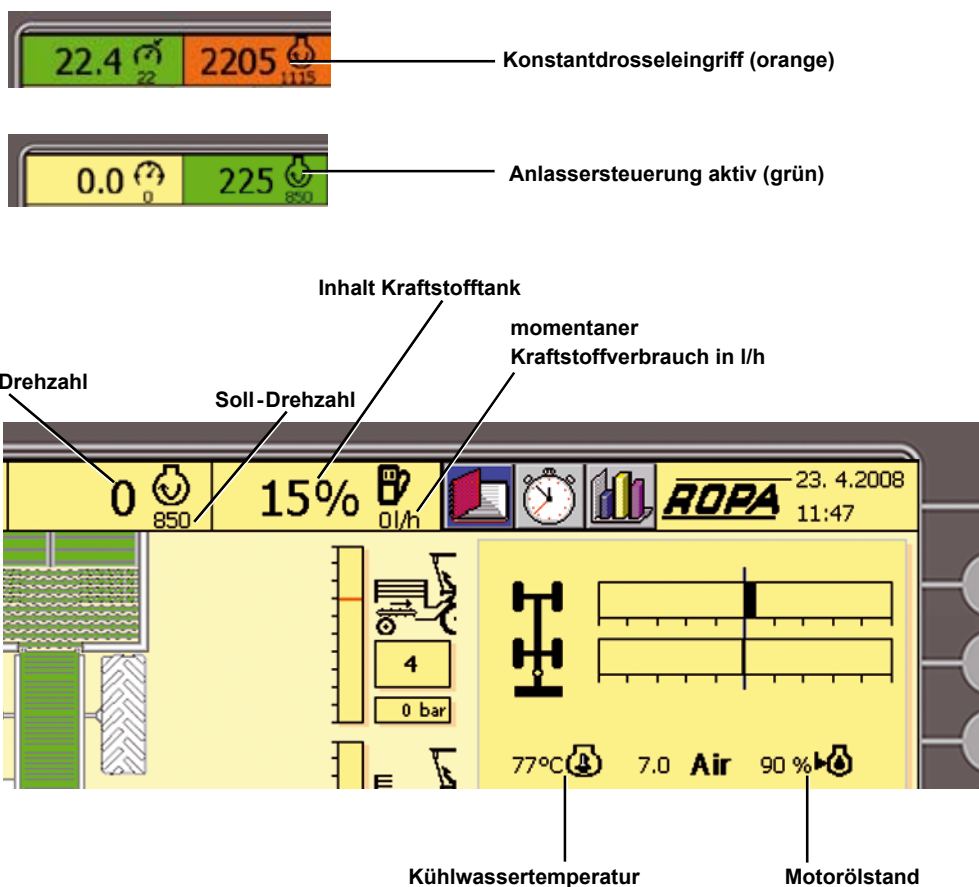 22.4 22 2205 1115
Konstantdrosseleingriff (orange)
0.0 0 225 850
Anlassersteuerung aktiv (grün)
Inhalt Kraftstofftank
momentaner
Kraftstoffverbrauch in l/h
Drehzahl
Soll-Drehzahl
0 850 15% 0 l/h ROPA 23. 4.2008
11:47
4
0 bar
77°C 7.0 Air 90 %
Kühlwassertemperatur Motorölstand